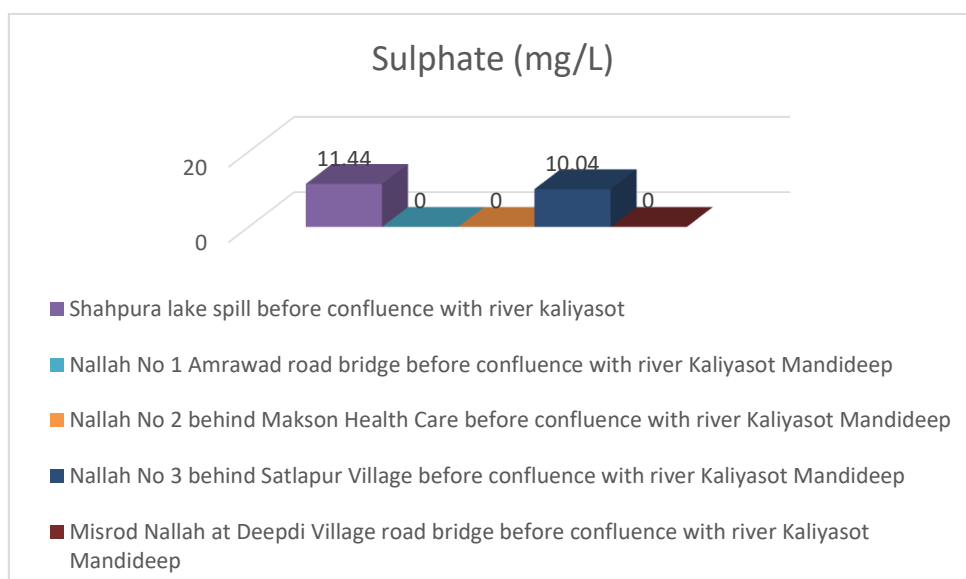 Sulphate (mg/L)
20
0
11.44
0
0
10.04
0
Shahpura lake spill before confluence with river kaliyasot
Nallah No 1 Amrawad road bridge before confluence with river Kaliyasot Mandideep
Nallah No 2 behind Makson Health Care before confluence with river Kaliyasot Mandideep
Nallah No 3 behind Satlapur Village before confluence with river Kaliyasot Mandideep
Misrod Nallah at Deepdi Village road bridge before confluence with river Kaliyasot
Mandideep